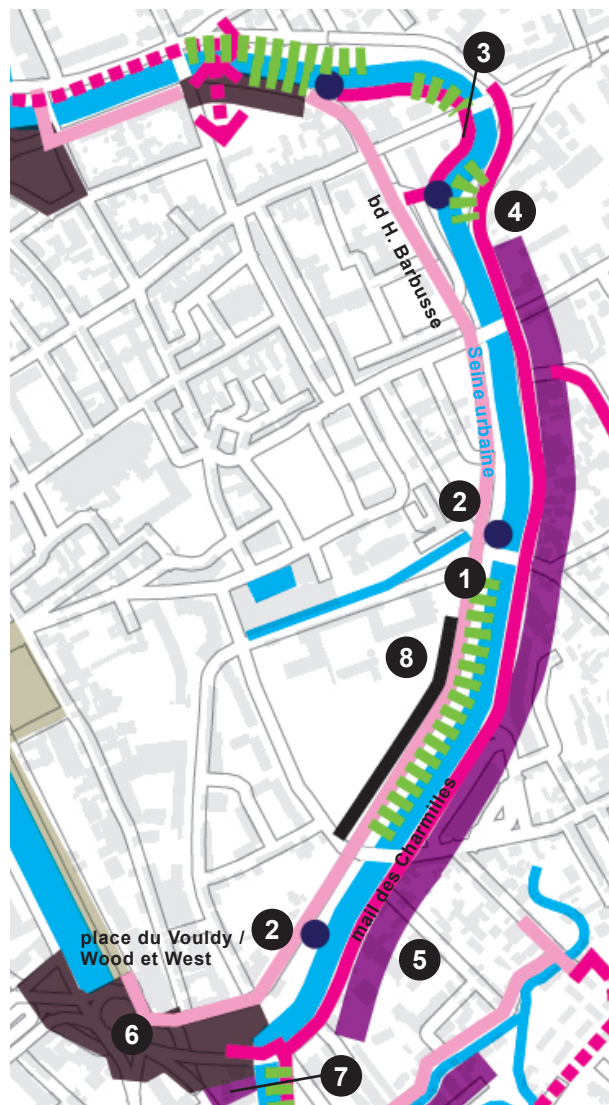 3
4
bd H. Barbusse
Seine urbaine
2
1
8
mail des Charmilles
2
place du Vouldy /
Wood et West
5
6
7